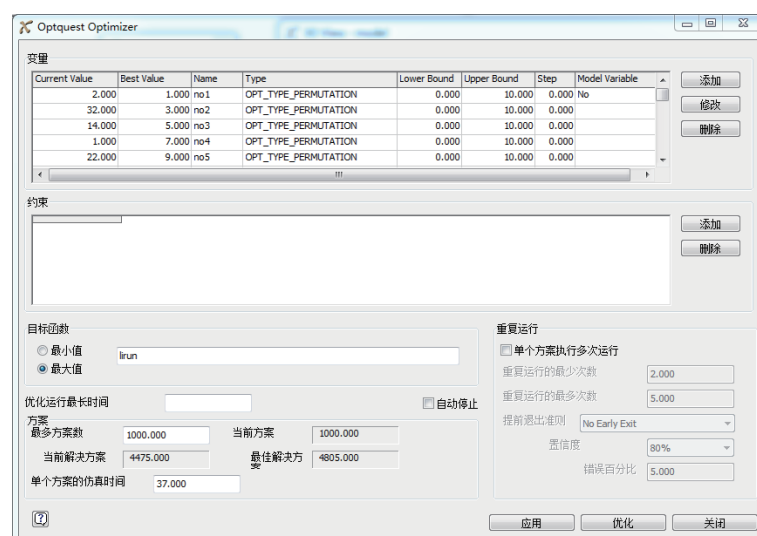 Optquest Optimizer
变量
Current Value Best Value Name Type Lower Bound Upper Bound Step Model Variable
2.000 1.000 no1 OPT_TYPE_PERMUTATION 0.000 10.000 0.000 No
32.000 3.000 no2 OPT_TYPE_PERMUTATION 0.000 10.000 0.000
14.000 5.000 no3 OPT_TYPE_PERMUTATION 0.000 10.000 0.000
1.000 7.000 no4 OPT_TYPE_PERMUTATION 0.000 10.000 0.000
22.000 9.000 no5 OPT_TYPE_PERMUTATION 0.000 10.000 0.000
添加
修改
删除
约束
添加
删除
目标函数
最小值
最大值
lirun
优化运行最长时间
自动停止
方案
最多方案数 1000.000 当前方案 1000.000
当前解决方案 4475.000 最佳解决方案 4805.000
单个方案的仿真时间 37.000
重复运行
单个方案执行多次运行
重复运行的最少次数 2.000
重复运行的最多次数 5.000
提前退出准则 No Early Exit
置信度 80%
错误百分比 5.000
应用 优化 关闭